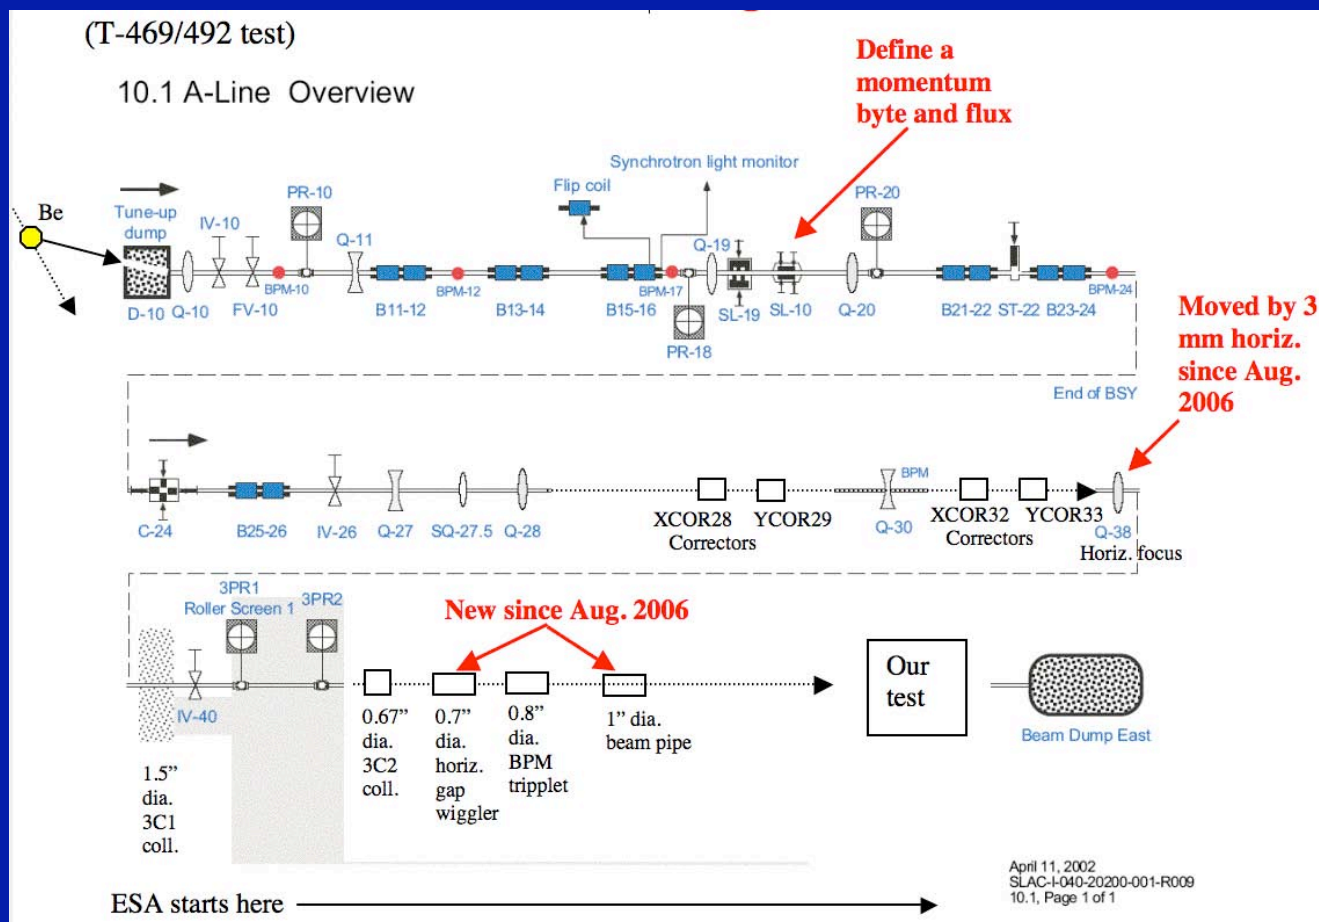 (T-469/492 test)
10.1 A-Line Overview
Define a
momentum
byte and flux
Synchrotron light monitor
Flip coil
PR-10
PR-20
Be
Tune-up
dump
IV-10
Q-11
Q-19
D-10 Q-10 FV-10 BPM-10 B11-12 BPM-12 B13-14 B15-16 BPM-17 SL-19 SL-10 Q-20 B21-22 ST-22 B23-24 BPM-24
PR-18
Moved by 3
mm horiz.
since Aug.
2006
End of BSY
BPM
C-24 B25-26 IV-26 Q-27 SQ-27.5 Q-28 XCOR28 YCOR29 Q-30 XCOR32 YCOR33 Q-38
Correctors
Correctors
Horiz. focus
3PR1
Roller Screen 1
3PR2
New since Aug. 2006
Our
test
IV-40
Beam Dump East
1.5”
dia.
3C1
coll.
0.67”
dia.
3C2
coll.
0.7”
dia.
horiz.
gap
wiggler
0.8”
dia.
BPM
tripplet
1” dia.
beam pipe
ESA starts here
April 11, 2002
SLAC-I-040-20200-001-R009
10.1, Page 1 of 1